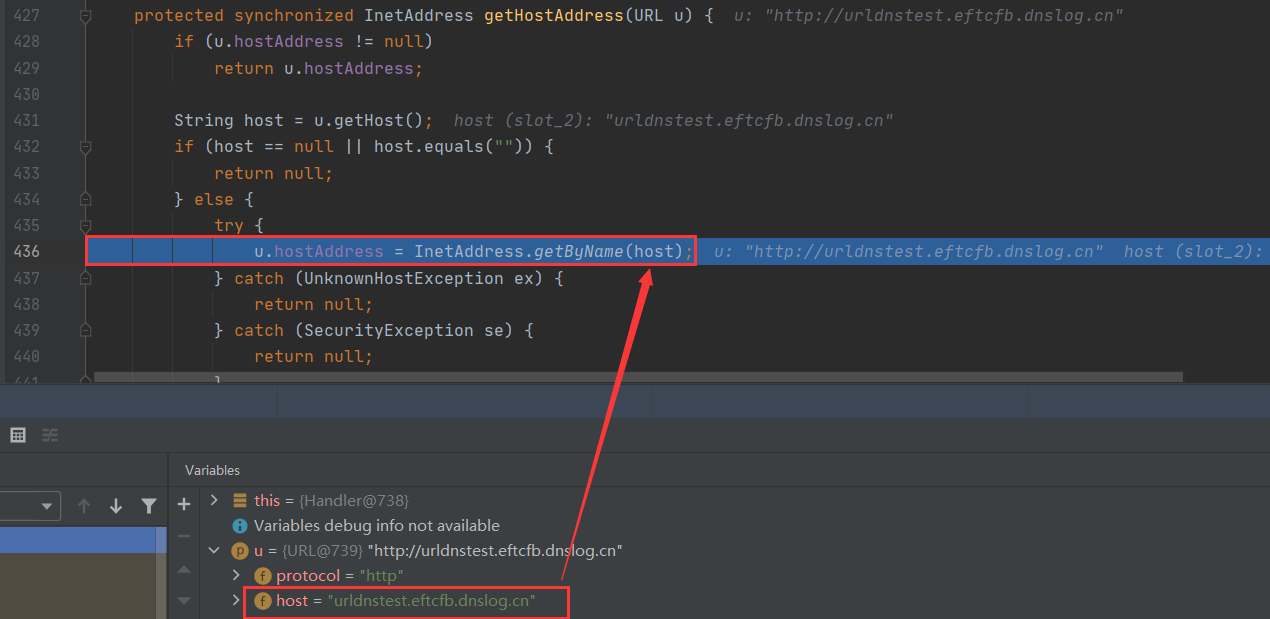 427 protected synchronized InetAddress getHostAddress(URL u) { u: "http://urldnstest.eftcfb.dnslog.cn"
428 if (u.hostAddress != null)
429 return u.hostAddress;
430
431 String host = u.getHost(); host (slot_2): "urldnstest.eftcfb.dnslog.cn"
432 if (host == null || host.equals("")) {
433 return null;
434 } else {
435 try {
436 u.hostAddress = InetAddress.getByName(host); u: "http://urldnstest.eftcfb.dnslog.cn" host (slot_2):
437 } catch (UnknownHostException ex) {
438 return null;
439 } catch (SecurityException se) {
440 return null;
441 }
Variables
this = {Handler@738}
Variables debug info not available
u = {URL@739} "http://urldnstest.eftcfb.dnslog.cn"
protocol = "http"
host = "urldnstest.eftcfb.dnslog.cn"